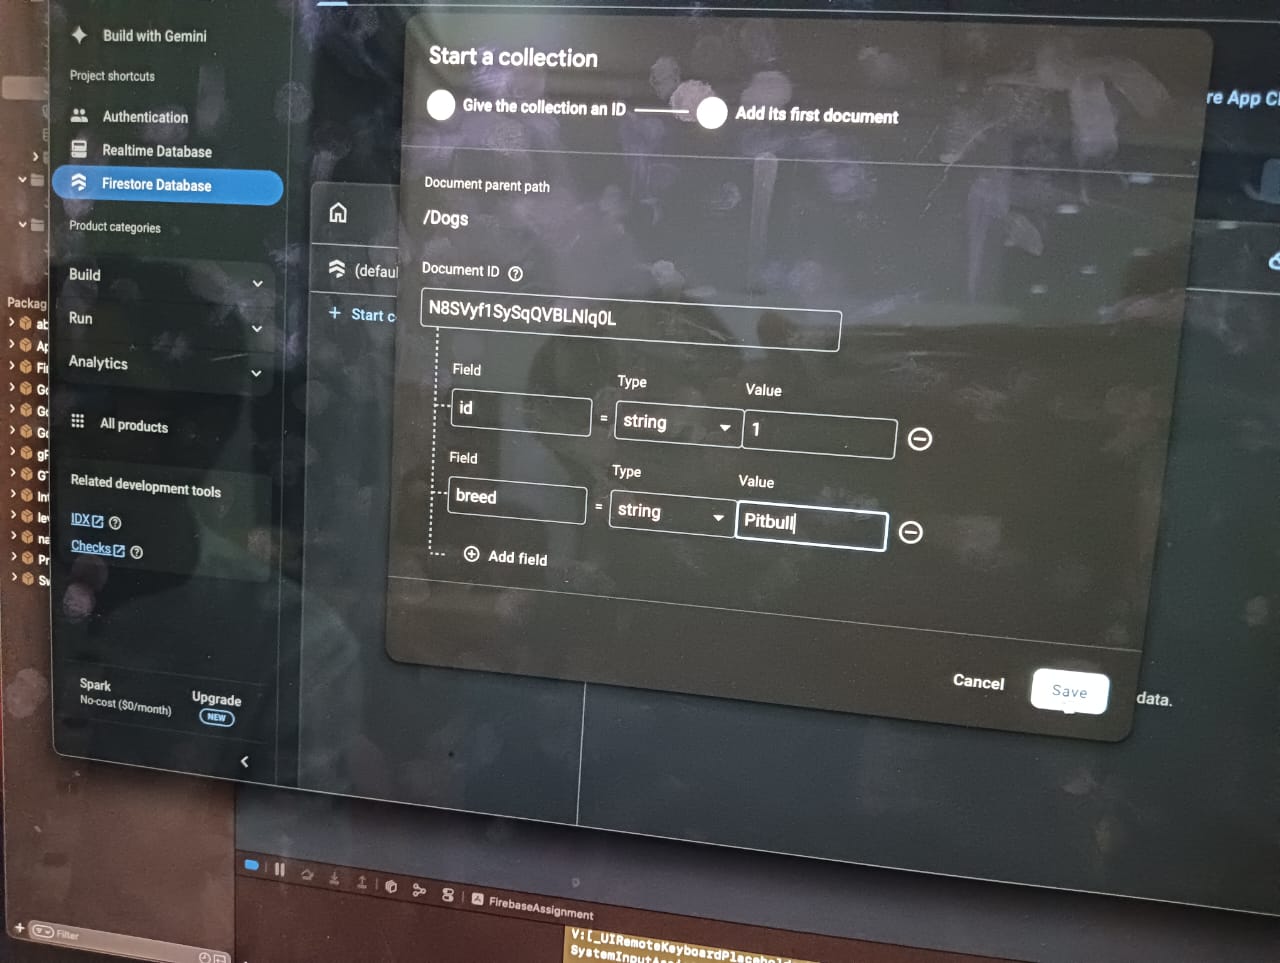 Build with Gemini
Project shortcuts
Authentication
Realtime Database
Firestore Database
Product categories
Build
Run
Analytics
All products
Related development tools
IDX
Checks
Spark
No-cost ($0/month)
Upgrade
NEW
Packag
ab
Ap
Fi
Go
Go
Go
gF
G
Int
lev
na
Pr
Sv
+ Filter
(defaul
+ Start c
Start a collection
Give the collection an ID
Add its first document
Document parent path
/Dogs
Document ID
N8SVyf1SySqQVBLNlq0L
Field
Type
Value
id
=
string
1
Field
Type
Value
breed
=
string
Pitbull
Add field
Cancel
Save
re App C
data.
FirebaseAssignment
V:[_UIRemoteKeyboardPlacehold
SystemInputAs